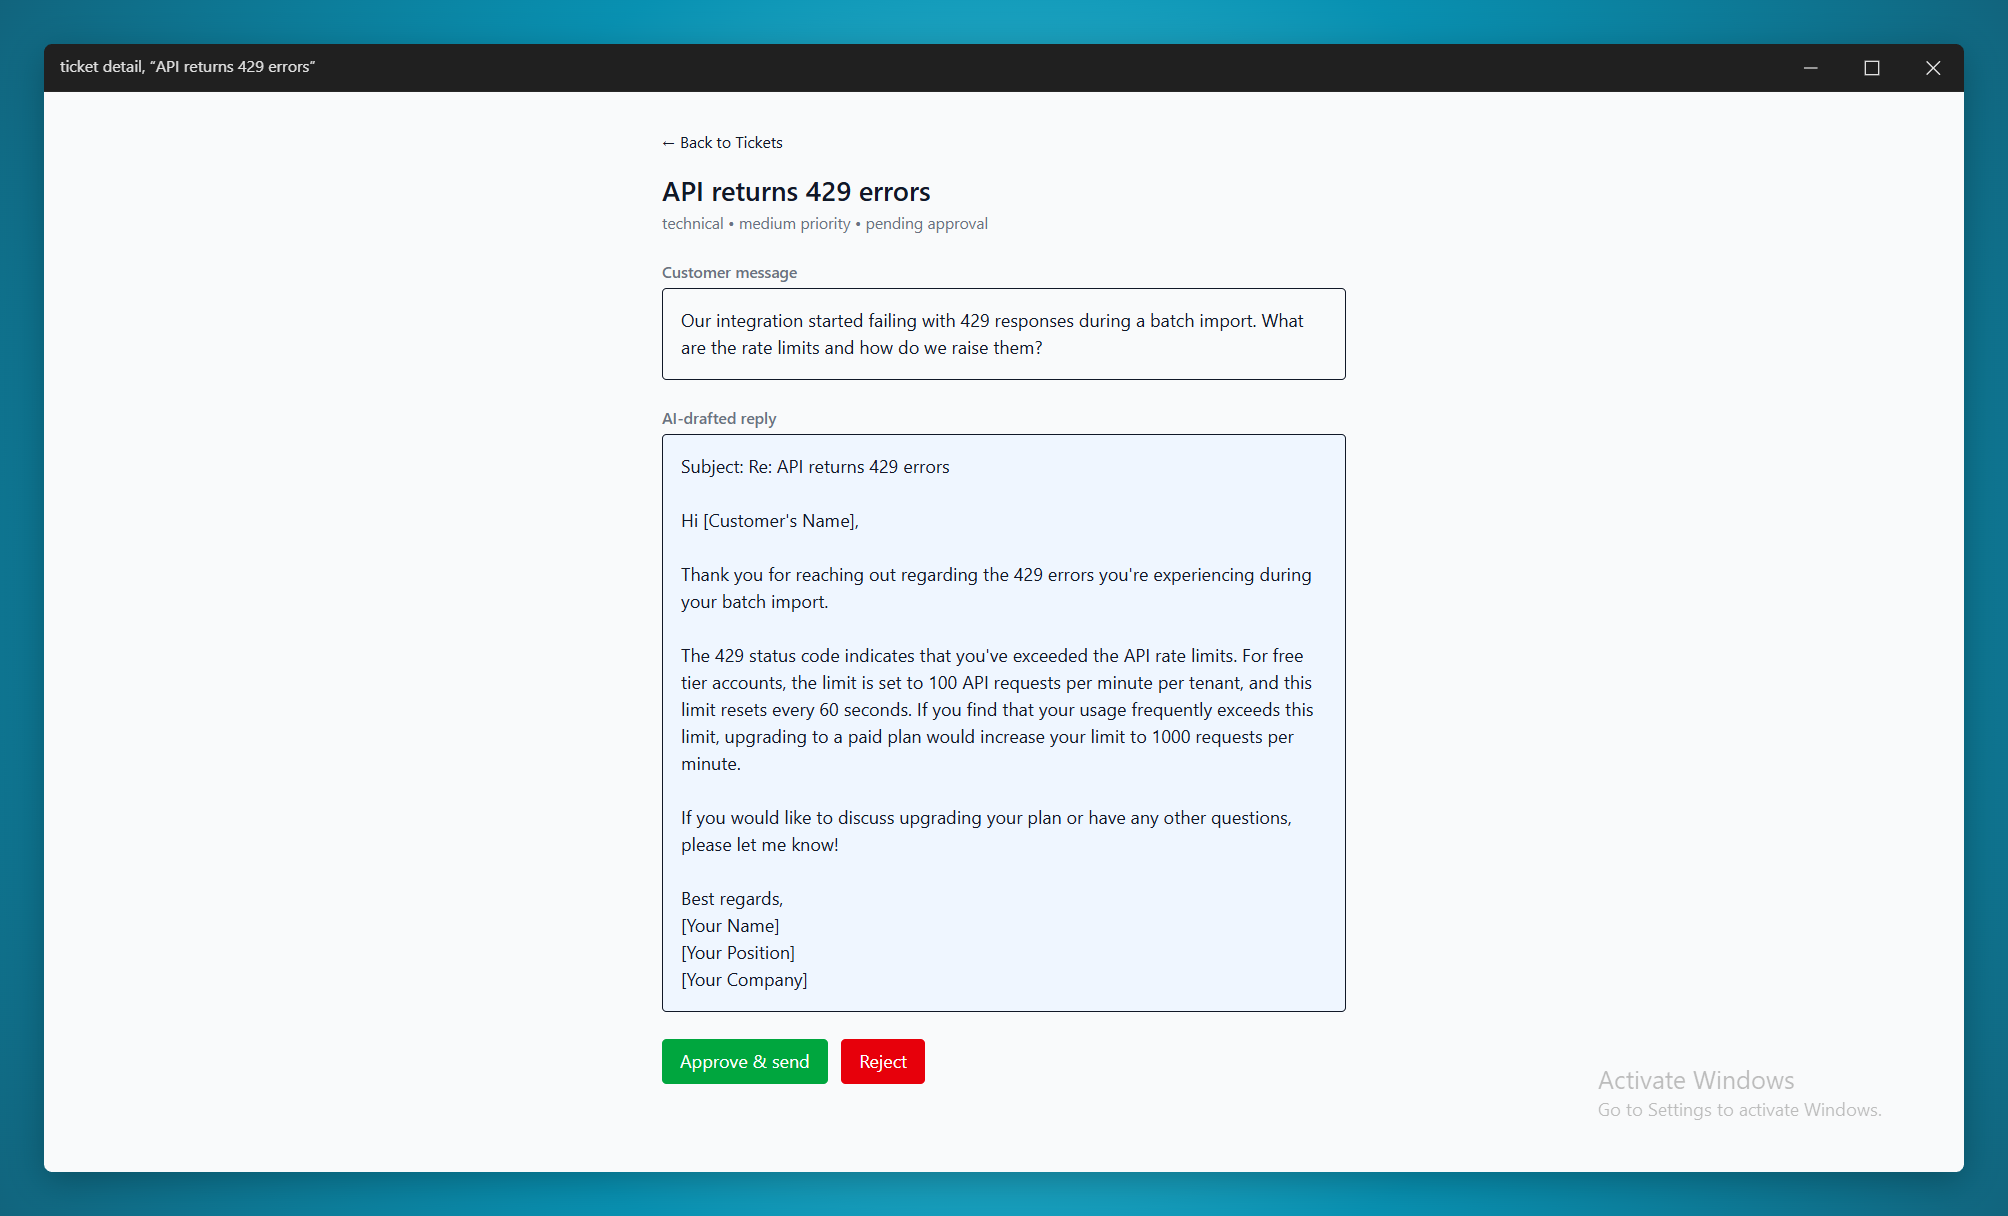 ticket detail, “API returns 429 errors“
← Back to Tickets
API returns 429 errors
technical • medium priority • pending approval
Customer message
Our integration started failing with 429 responses during a batch import. What
are the rate limits and how do we raise them?
AI-drafted reply
Subject: Re: API returns 429 errors
Hi [Customer's Name],
Thank you for reaching out regarding the 429 errors you're experiencing during
your batch import.
The 429 status code indicates that you've exceeded the API rate limits. For free
tier accounts, the limit is set to 100 API requests per minute per tenant, and this
limit resets every 60 seconds. If you find that your usage frequently exceeds this
limit, upgrading to a paid plan would increase your limit to 1000 requests per
minute.
If you would like to discuss upgrading your plan or have any other questions,
please let me know!
Best regards,
[Your Name]
[Your Position]
[Your Company]
Approve & send
Reject
Activate Windows
Go to Settings to activate Windows.